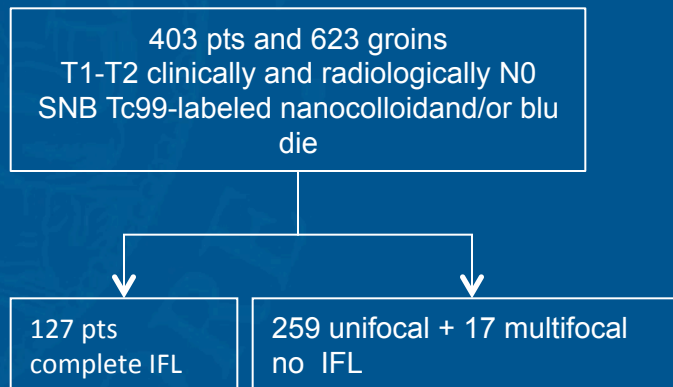 403 pts and 623 groins
T1-T2 clinically and radiologically N0
SNB Tc99-labeled nanocolloidand/or blu
die
127 pts
complete IFL
259 unifocal + 17 multifocal
no IFL